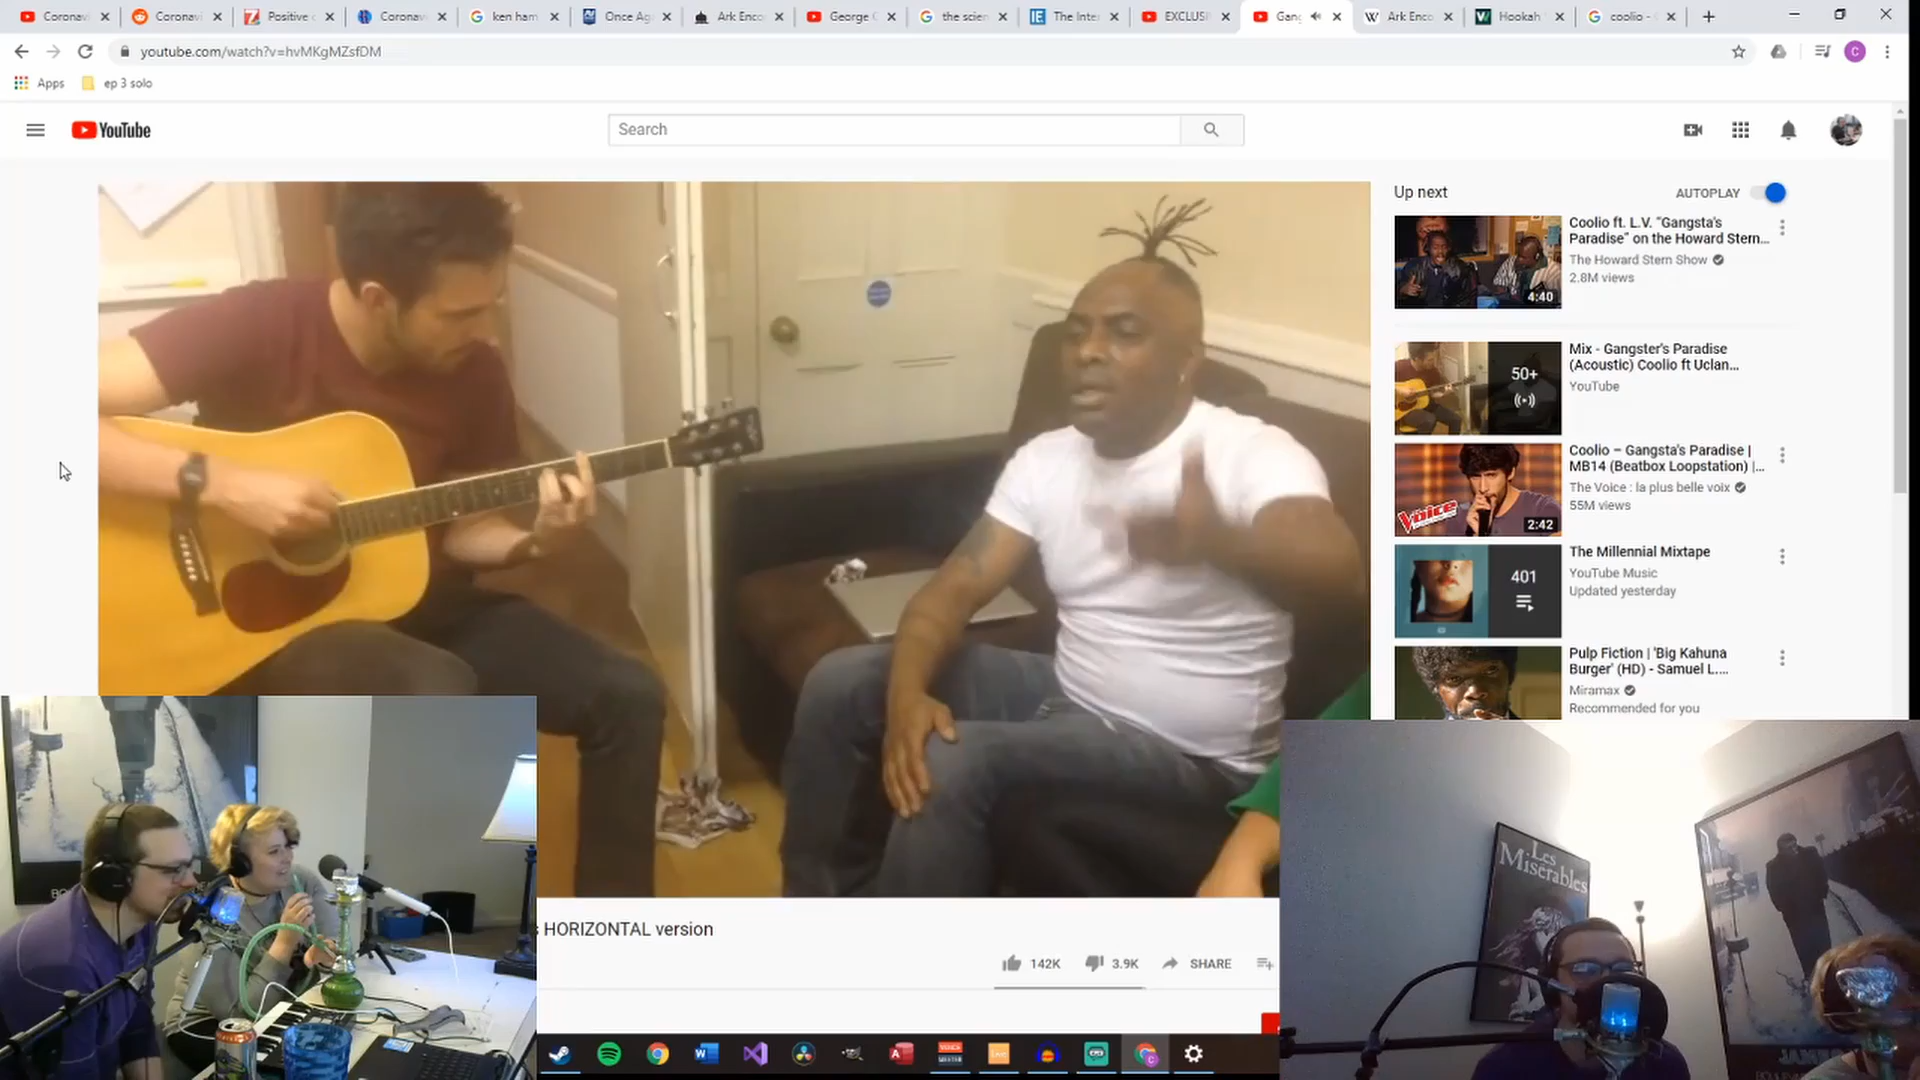 Coronavi
Coronavi
Positive c
Coronav
ken ham
Once Ag
Ark Enco
George
the scien
The Inter
EXCLUSI
Gang
Ark Enco
Hookah
coolio -
youtube.com/watch?v=hvMKgMZsfDM
C
Apps
ep 3 solo
YouTube
Search
Up next
AUTOPLAY
Coolio ft. L.V. "Gangsta's
Paradise" on the Howard Stern...
The Howard Stern Show
2.8M views
4:40
Mix - Gangster's Paradise
(Acoustic) Coolio ft Uclan...
YouTube
50+
Coolio – Gangsta's Paradise |
MB14 (Beatbox Loopstation) |...
The Voice : la plus belle voix
55M views
Voice
2:42
The Millennial Mixtape
YouTube Music
Updated yesterday
401
Pulp Fiction | 'Big Kahuna
Burger' (HD) - Samuel L....
Miramax
Recommended for you
HORIZONTAL version
142K
3.9K
SHARE
Les
Misérables